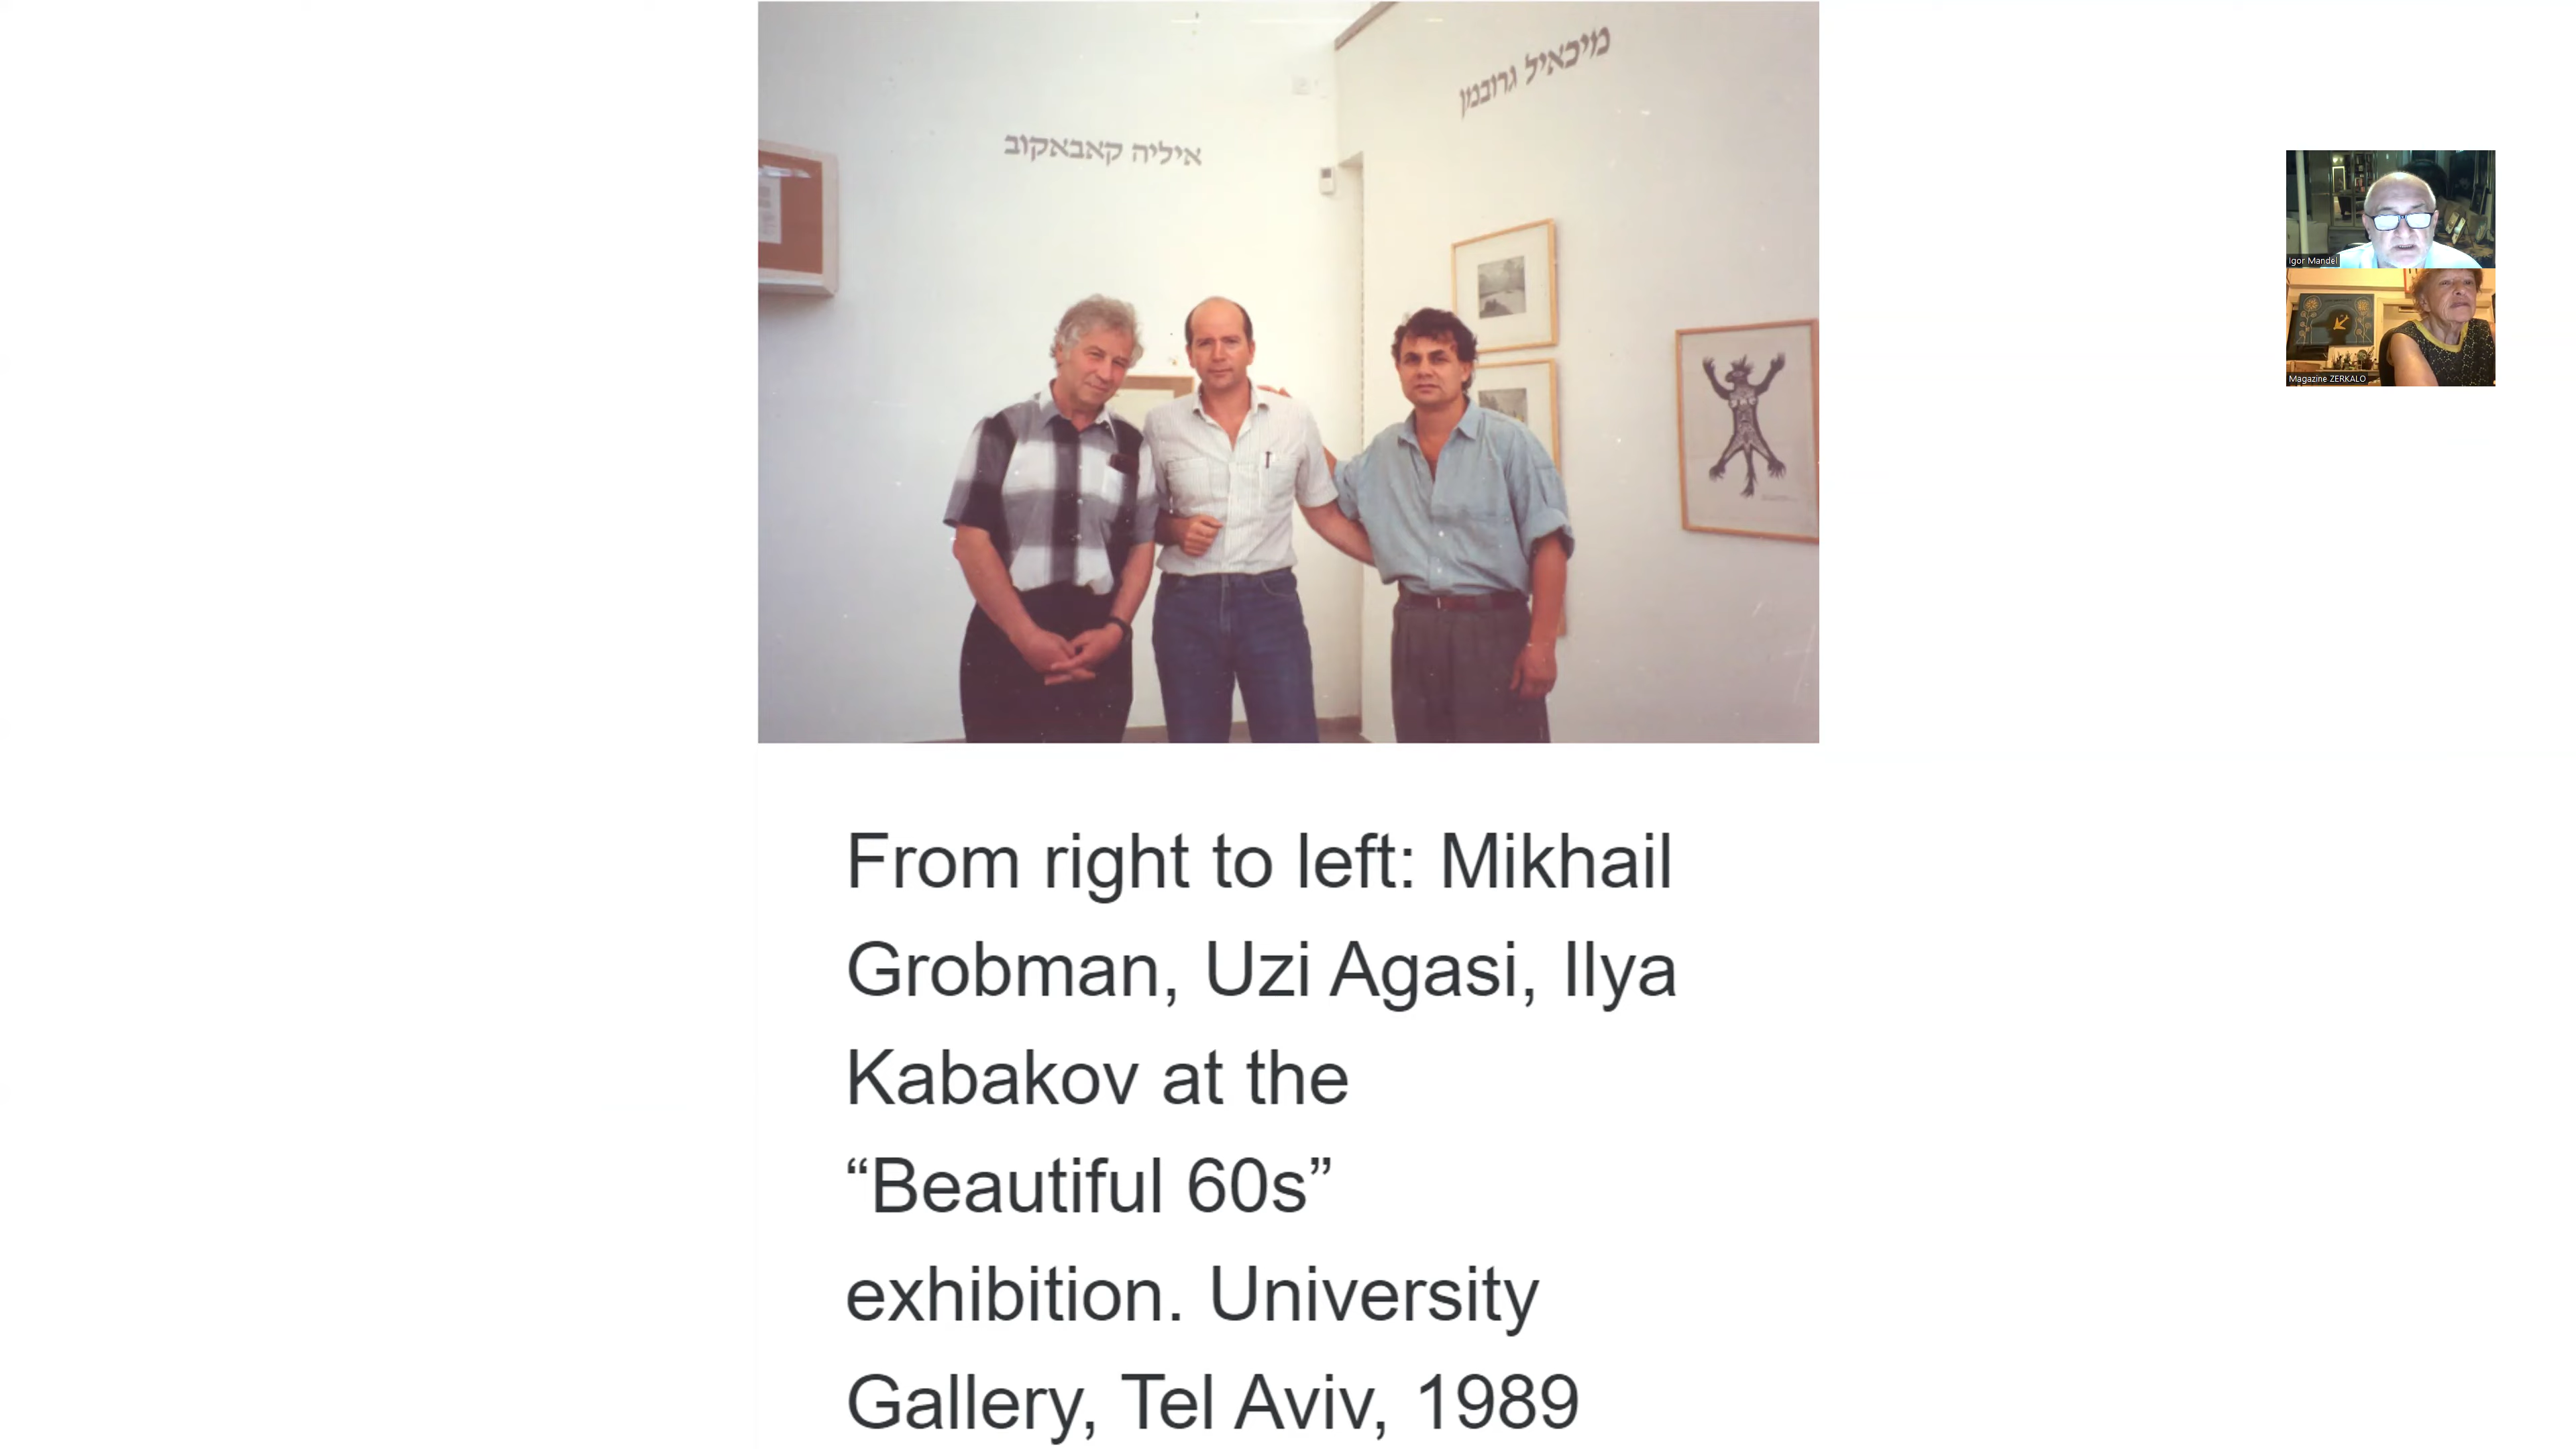 מיכאיל גרובמן
איליה קאבאקוב
Igor Mandel
Magazine ZERKALO
From right to left: Mikhail
Grobman, Uzi Agasi, Ilya
Kabakov at the
“Beautiful 60s”
exhibition. University
Gallery, Tel Aviv, 1989